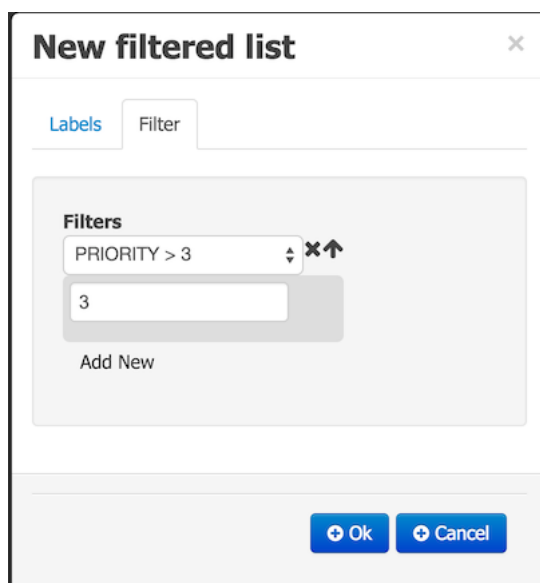 New filtered list
×
Labels Filter
Filters
PRIORITY > 3
3
Add New
Ok Cancel